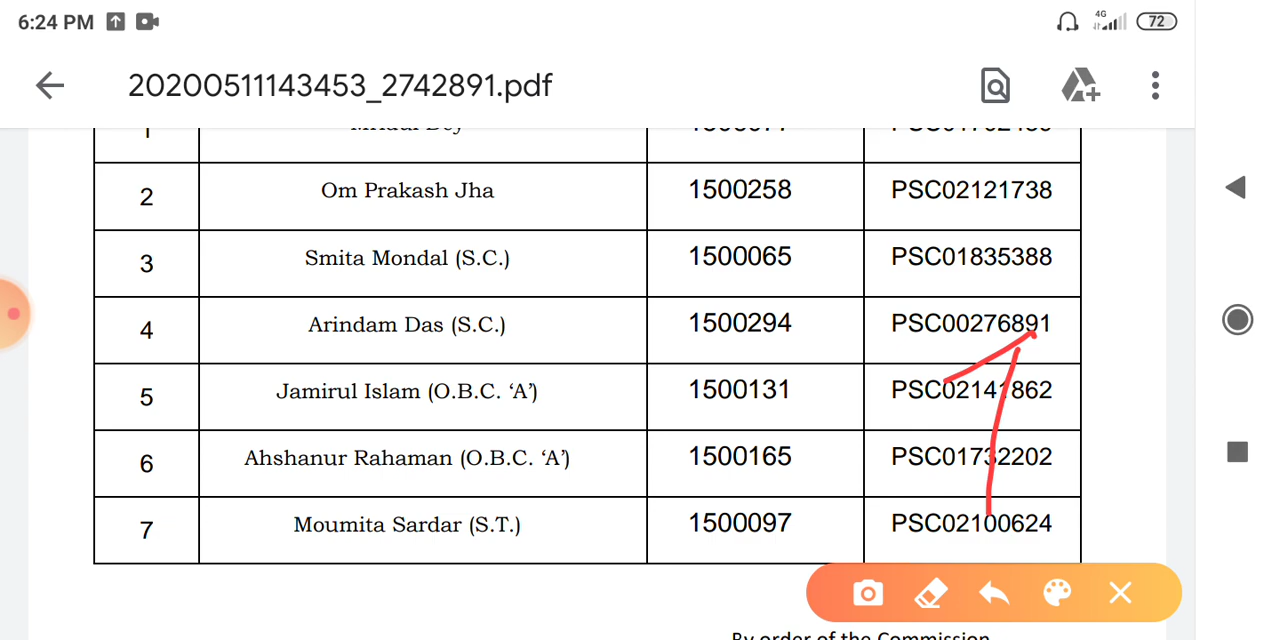 6:24 PM 4G 72
20200511143453_2742891.pdf
1
2 Om Prakash Jha 1500258 PSC02121738
3 Smita Mondal (S.C.) 1500065 PSC01835388
4 Arindam Das (S.C.) 1500294 PSC00276891
5 Jamirul Islam (O.B.C. ‘A’) 1500131 PSC02141862
6 Ahshanur Rahaman (O.B.C. ‘A’) 1500165 PSC01732202
7 Moumita Sardar (S.T.) 1500097 PSC02100624
By order of the Commission